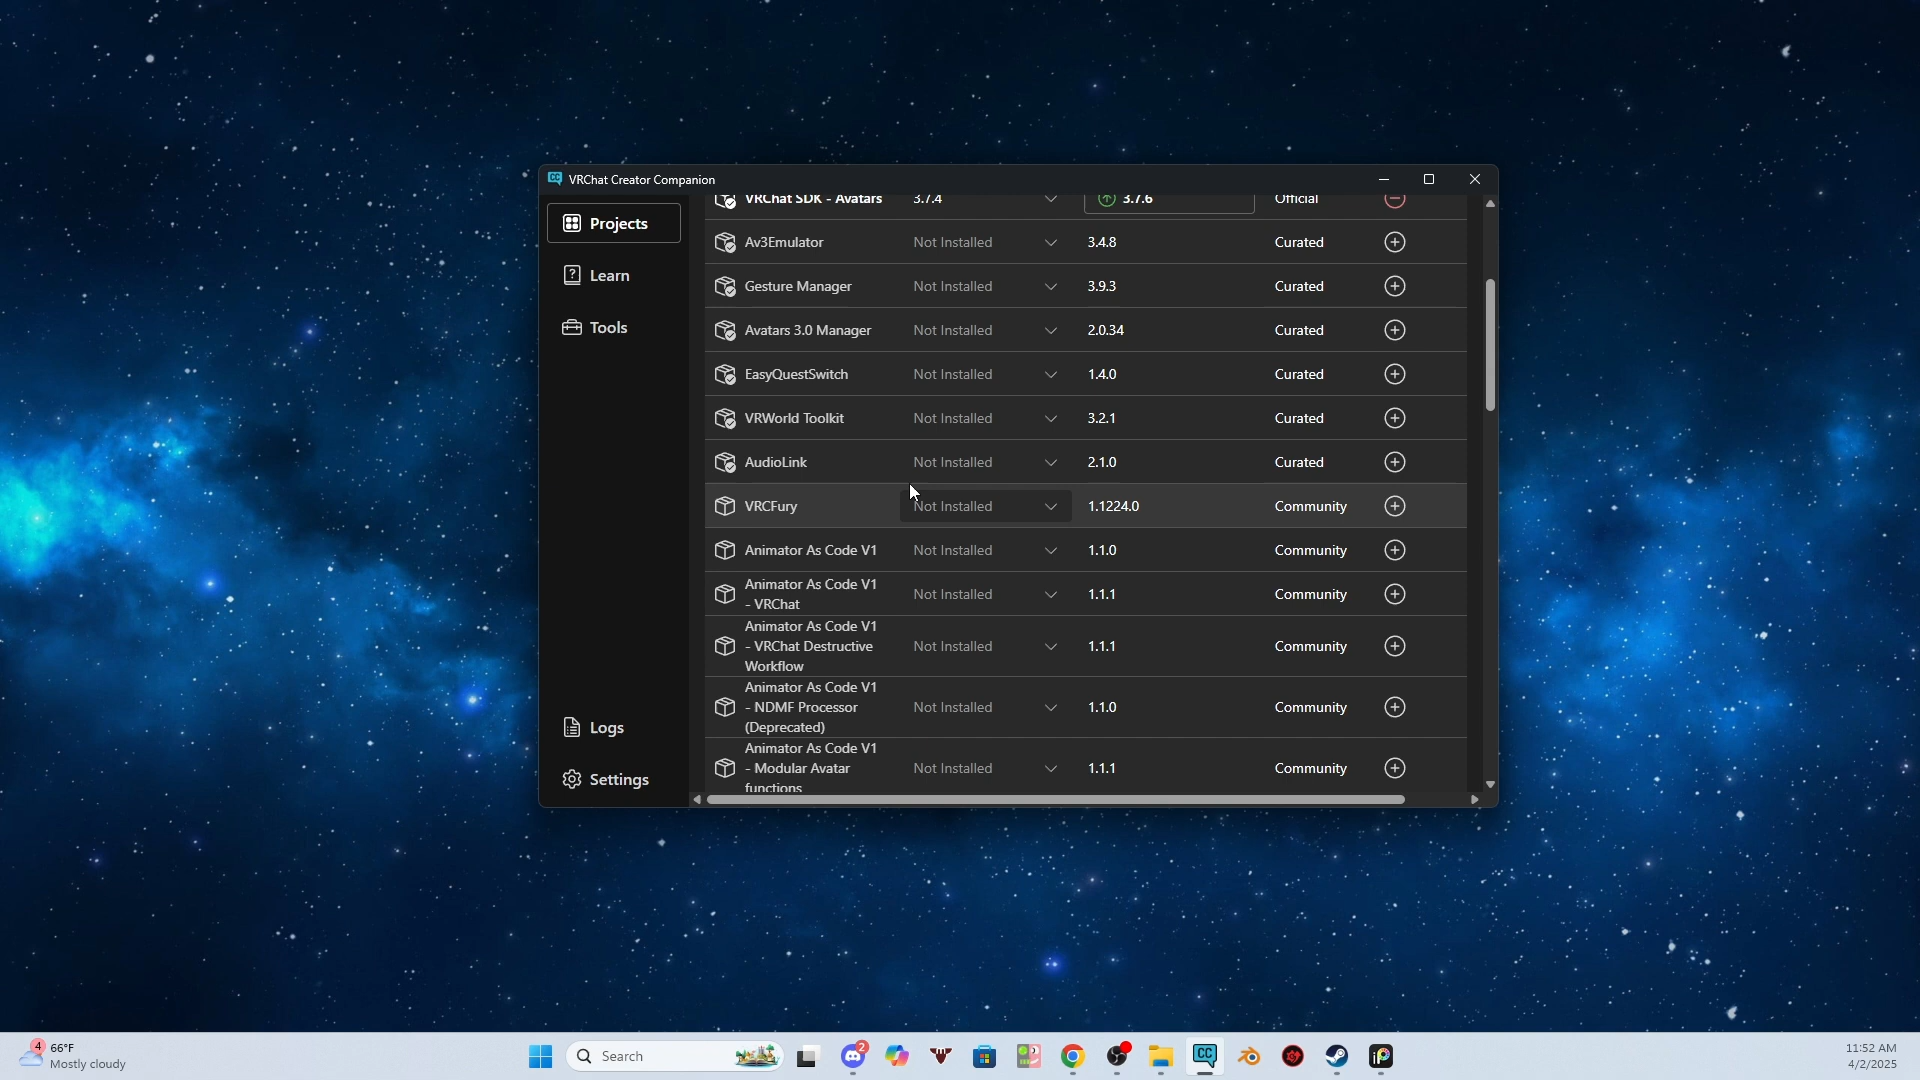 VRChat Creator Companion
Projects
Learn
Tools
Logs
Settings
VRChat SDK - Avatars 3.7.4 3.7.6 Official
Av3Emulator Not Installed 3.4.8 Curated
Gesture Manager Not Installed 3.9.3 Curated
Avatars 3.0 Manager Not Installed 2.0.34 Curated
EasyQuestSwitch Not Installed 1.4.0 Curated
VRWorld Toolkit Not Installed 3.2.1 Curated
AudioLink Not Installed 2.1.0 Curated
VRCFury Not Installed 1.1224.0 Community
Animator As Code V1 Not Installed 1.1.0 Community
Animator As Code V1
- VRChat
Not Installed 1.1.1 Community
Animator As Code V1
- VRChat Destructive
Workflow
Not Installed 1.1.1 Community
Animator As Code V1
- NDMF Processor
(Deprecated)
Not Installed 1.1.0 Community
Animator As Code V1
- Modular Avatar
functions
Not Installed 1.1.1 Community
4
66°F
Mostly cloudy
Search
2
CC
11:52 AM
4/2/2025